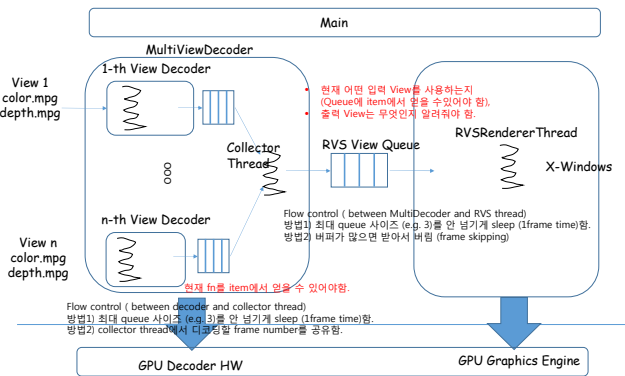 Main
MultiViewDecoder
1-th View Decoder
View 1
color.mpg
depth.mpg
• 현재 어떤 입력 View를 사용하는지
(Queue에 item에서 얻을 수있어야 함),
• 출력 View는 무엇인지 알려줘야 함.
Collector
Thread
RVS View Queue
RVSRendererThread
X-Windows
ooo
n-th View Decoder
View n
color.mpg
depth.mpg
Flow control ( between MultiDecoder and RVS thread)
방법1) 최대 queue 사이즈 (e.g. 3)를 안 넘기게 sleep (1frame time)함.
방법2) 버퍼가 많으면 받아서 버림 (frame skipping)
현재 fn를 item에서 얻을 수 있어야함.
Flow control ( between decoder and collector thread)
방법1) 최대 queue 사이즈 (e.g. 3)를 안 넘기게 sleep (1frame time)함.
방법2) collector thread에서 디코딩할 frame number를 공유함.
GPU Decoder HW
GPU Graphics Engine